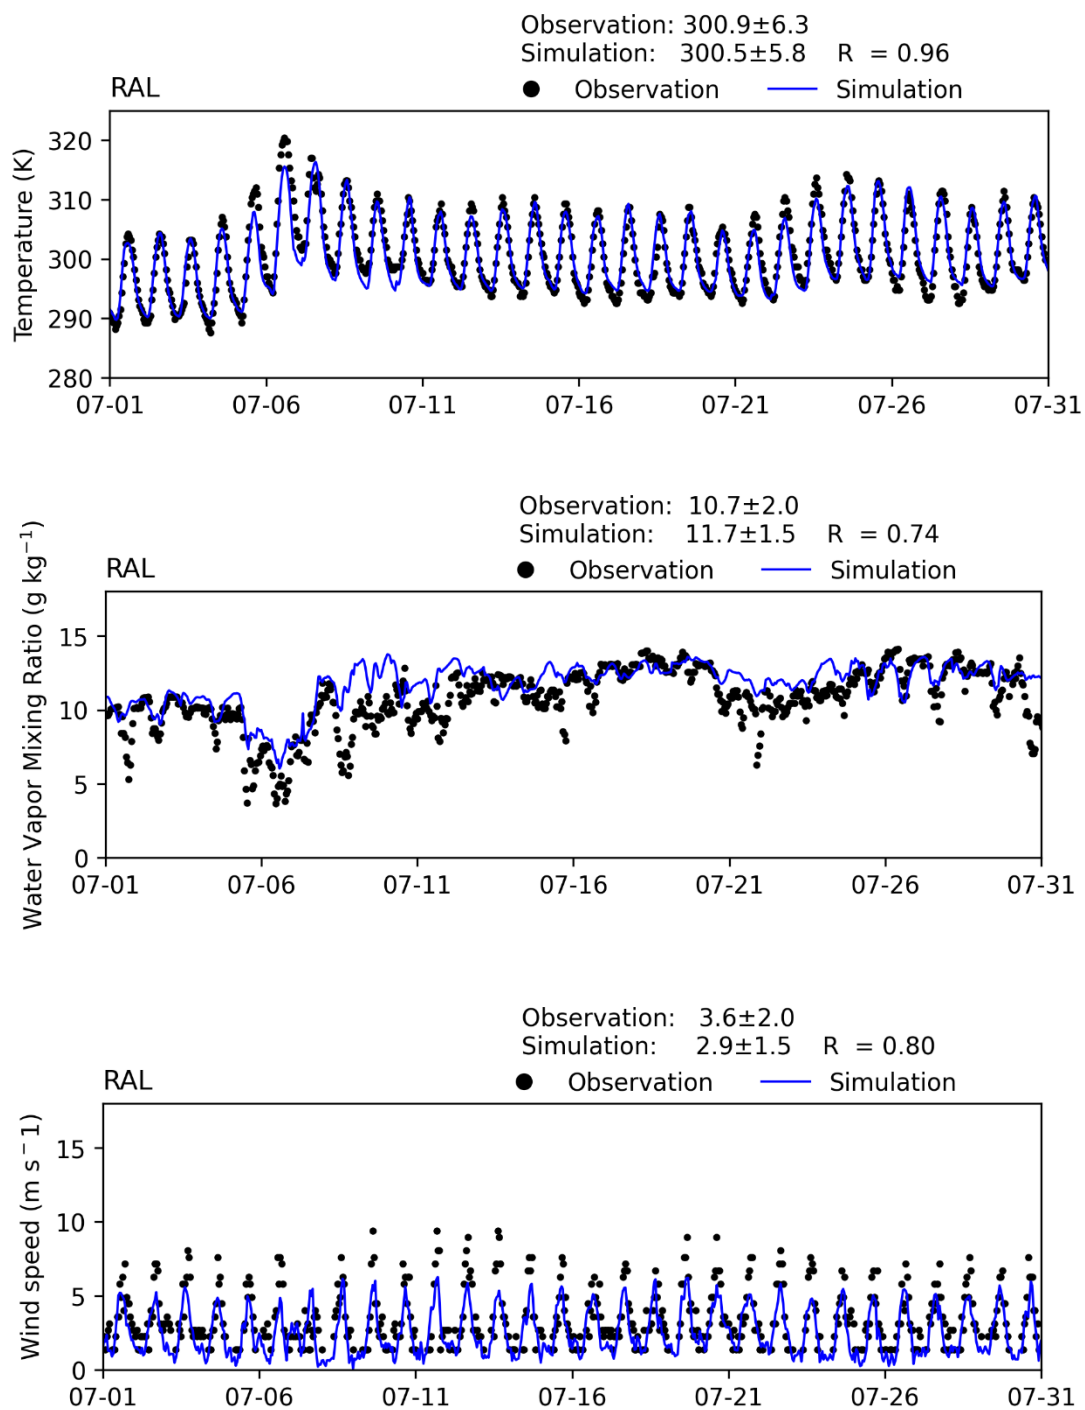 Observation: 300.9±6.3
Simulation: 300.5±5.8 R = 0.96
RAL
Observation Simulation
Temperature (K)
320
310
300
290
280
07-01 07-06 07-11 07-16 07-21 07-26 07-31
Observation: 10.7±2.0
Simulation: 11.7±1.5 R = 0.74
RAL
Observation Simulation
Water Vapor Mixing Ratio (g kg⁻¹)
15
10
5
0
07-01 07-06 07-11 07-16 07-21 07-26 07-31
Observation: 3.6±2.0
Simulation: 2.9±1.5 R = 0.80
RAL
Observation Simulation
Wind speed (m s⁻1)
15
10
5
0
07-01 07-06 07-11 07-16 07-21 07-26 07-31